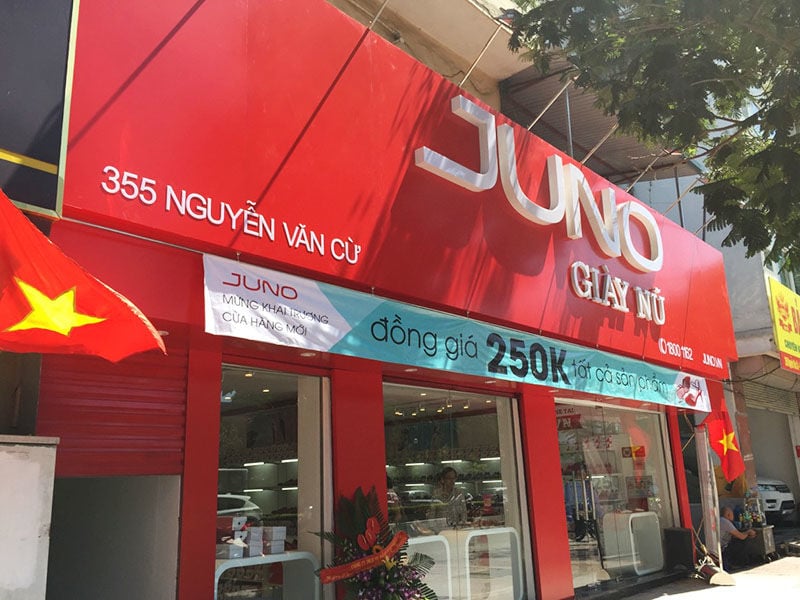 JUNO
GIÀY NỮ
355 NGUYỄN VĂN CỪ
1800-1162 JUNO.VN
JUNO
MỪNG KHAI TRƯƠNG
CỬA HÀNG MỚI
đồng giá 250K tất cả sản phẩm